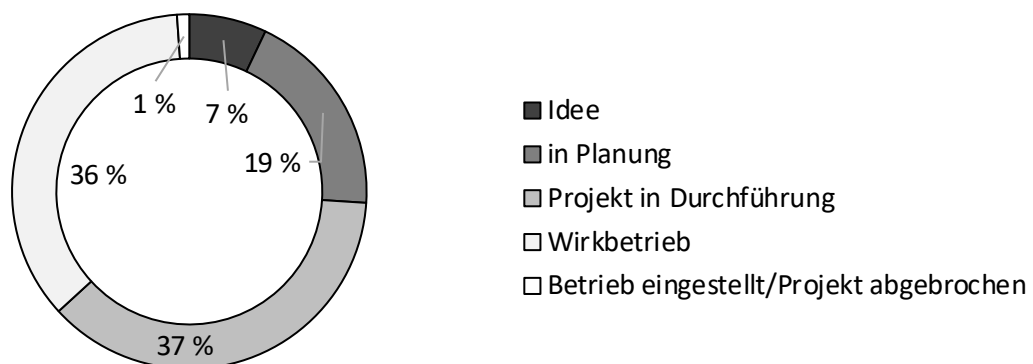 1 %
7 %
19 %
36 %
37 %
Idee
in Planung
Projekt in Durchführung
Wirkbetrieb
Betrieb eingestellt/Projekt abgebrochen